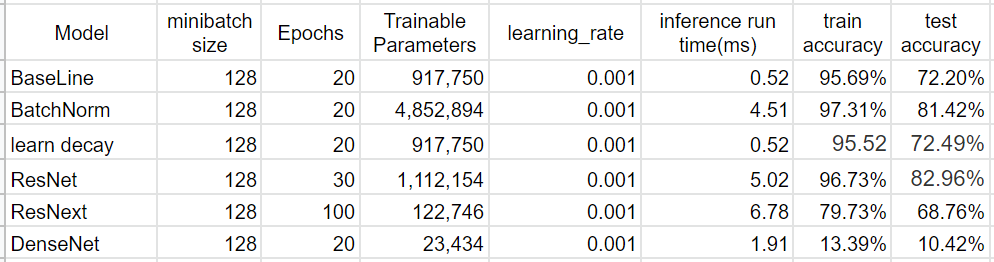 Model minibatch size Epochs Trainable Parameters learning_rate inference run time(ms) train accuracy test accuracy
BaseLine 128 20 917,750 0.001 0.52 95.69% 72.20%
BatchNorm 128 20 4,852,894 0.001 4.51 97.31% 81.42%
learn decay 128 20 917,750 0.001 0.52 95.52 72.49%
ResNet 128 30 1,112,154 0.001 5.02 96.73% 82.96%
ResNext 128 100 122,746 0.001 6.78 79.73% 68.76%
DenseNet 128 20 23,434 0.001 1.91 13.39% 10.42%